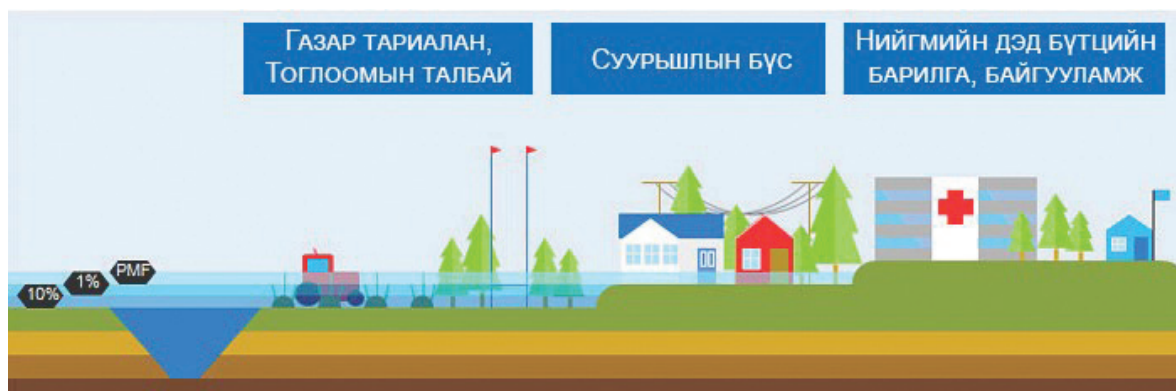 Газар тариалан,
Тоглоомын талбай
Суурьшлын бүс
Нийгмийн дэд бүтцийн
барилга, байгууламж
PMF
1%
10%